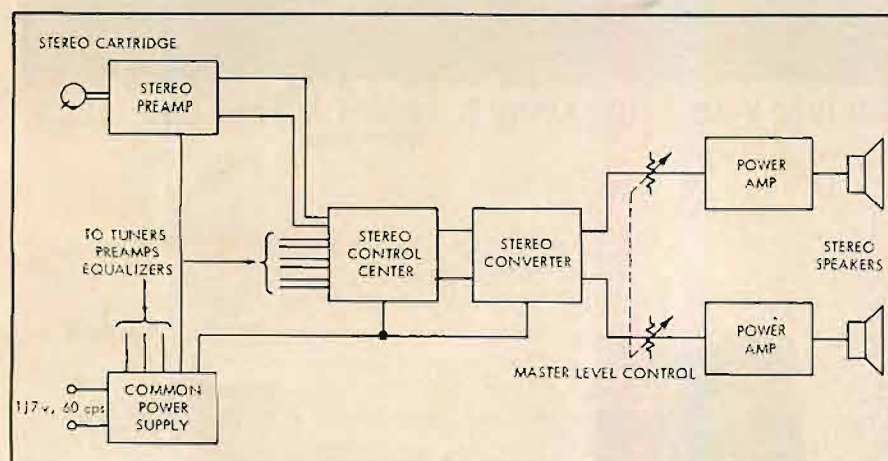 STEREO CARTRIDGE
STEREO
PREAMP
TO TUNERS
PREAMPS
EQUALIZERS
STEREO
CONTROL
CENTER
STEREO
CONVERTER
POWER
AMP
STEREO
SPEAKERS
POWER
AMP
MASTER LEVEL CONTROL
117 v, 60 cps
COMMON
POWER
SUPPLY